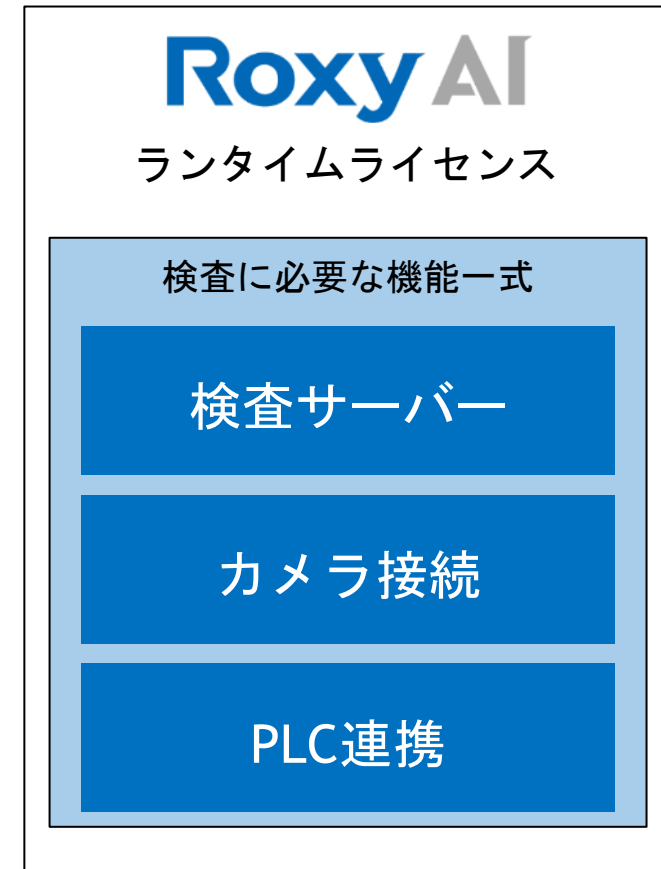 Roxy AI
ランタイムライセンス
検査に必要な機能一式
検査サーバー
カメラ接続
PLC連携